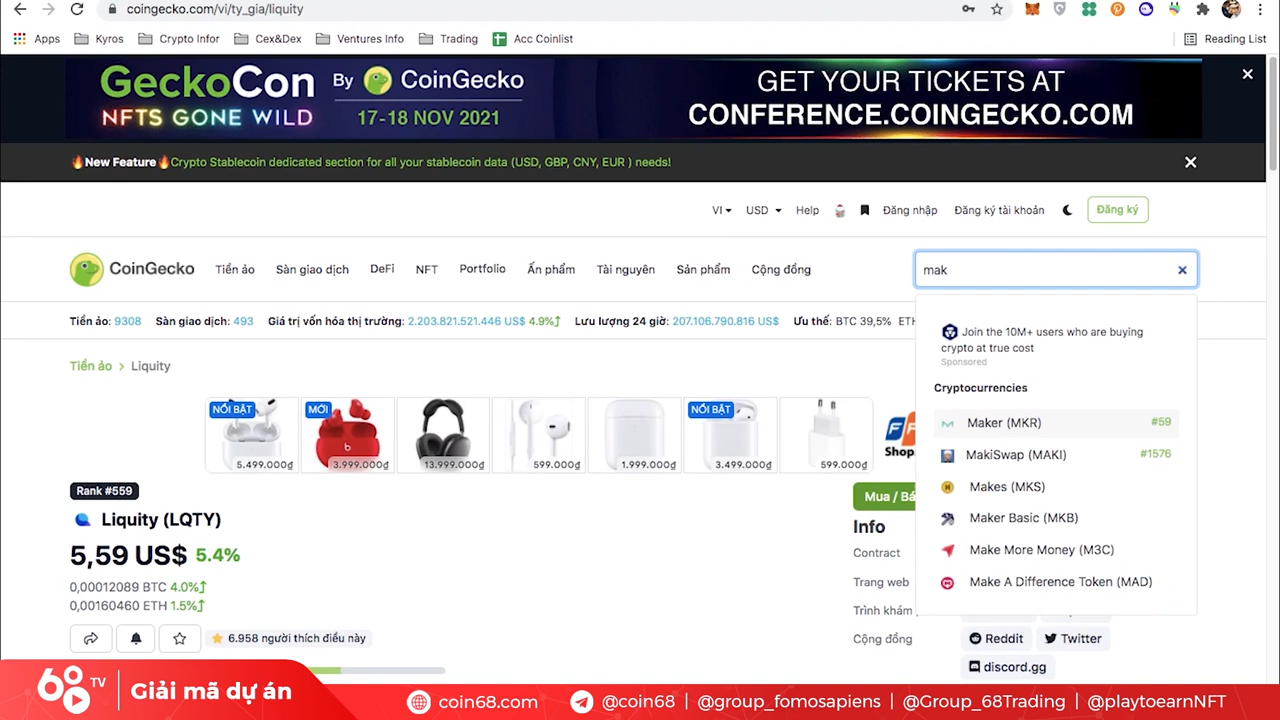 coingecko.com/vi/ty_gia/liquity
Apps Kyros Crypto Infor Cex&Dex Ventures Info Trading Acc Coinlist Reading List
GeckoCon By CoinGecko
NFTS GONE WILD 17-18 NOV 2021
GET YOUR TICKETS AT
CONFERENCE.COINGECKO.COM
🔥New Feature🔥Crypto Stablecoin dedicated section for all your stablecoin data (USD, GBP, CNY, EUR ) needs!
VI USD Help Đăng nhập Đăng ký tài khoản Đăng ký
CoinGecko Tiền ảo Sàn giao dịch DeFi NFT Portfolio Ấn phẩm Tài nguyên Sản phẩm Cộng đồng mak
Tiền ảo: 9308 Sàn giao dịch: 493 Giá trị vốn hóa thị trường: 2.203.821.521.446 US$ 4.9% Lưu lượng 24 giờ: 207.106.790.816 US$ Ưu thế: BTC 39,5% ETH
Join the 10M+ users who are buying
crypto at true cost
Sponsored
Cryptocurrencies
Maker (MKR) #59
MakiSwap (MAKI) #1576
Makes (MKS)
Maker Basic (MKB)
Make More Money (M3C)
Make A Difference Token (MAD)
Tiền ảo > Liquity
NỔI BẬT MỚI NỔI BẬT
5.499.000₫ 3.999.000₫ 13.999.000₫ 599.000₫ 1.999.000₫ 3.499.000₫ 599.000₫
F
Shop
Rank #559
Liquity (LQTY)
5,59 US$ 5.4%
0,00012089 BTC 4.0%
0,00160460 ETH 1.5%
6.958 người thích điều này
Mua / Bá
Info
Contract
Trang web
Trình khám
Cộng đồng Reddit Twitter
discord.gg
68 TV Giải mã dự án
coin68.com @coin68 | @group_fomosapiens | @Group_68Trading | @playtoearnNFT